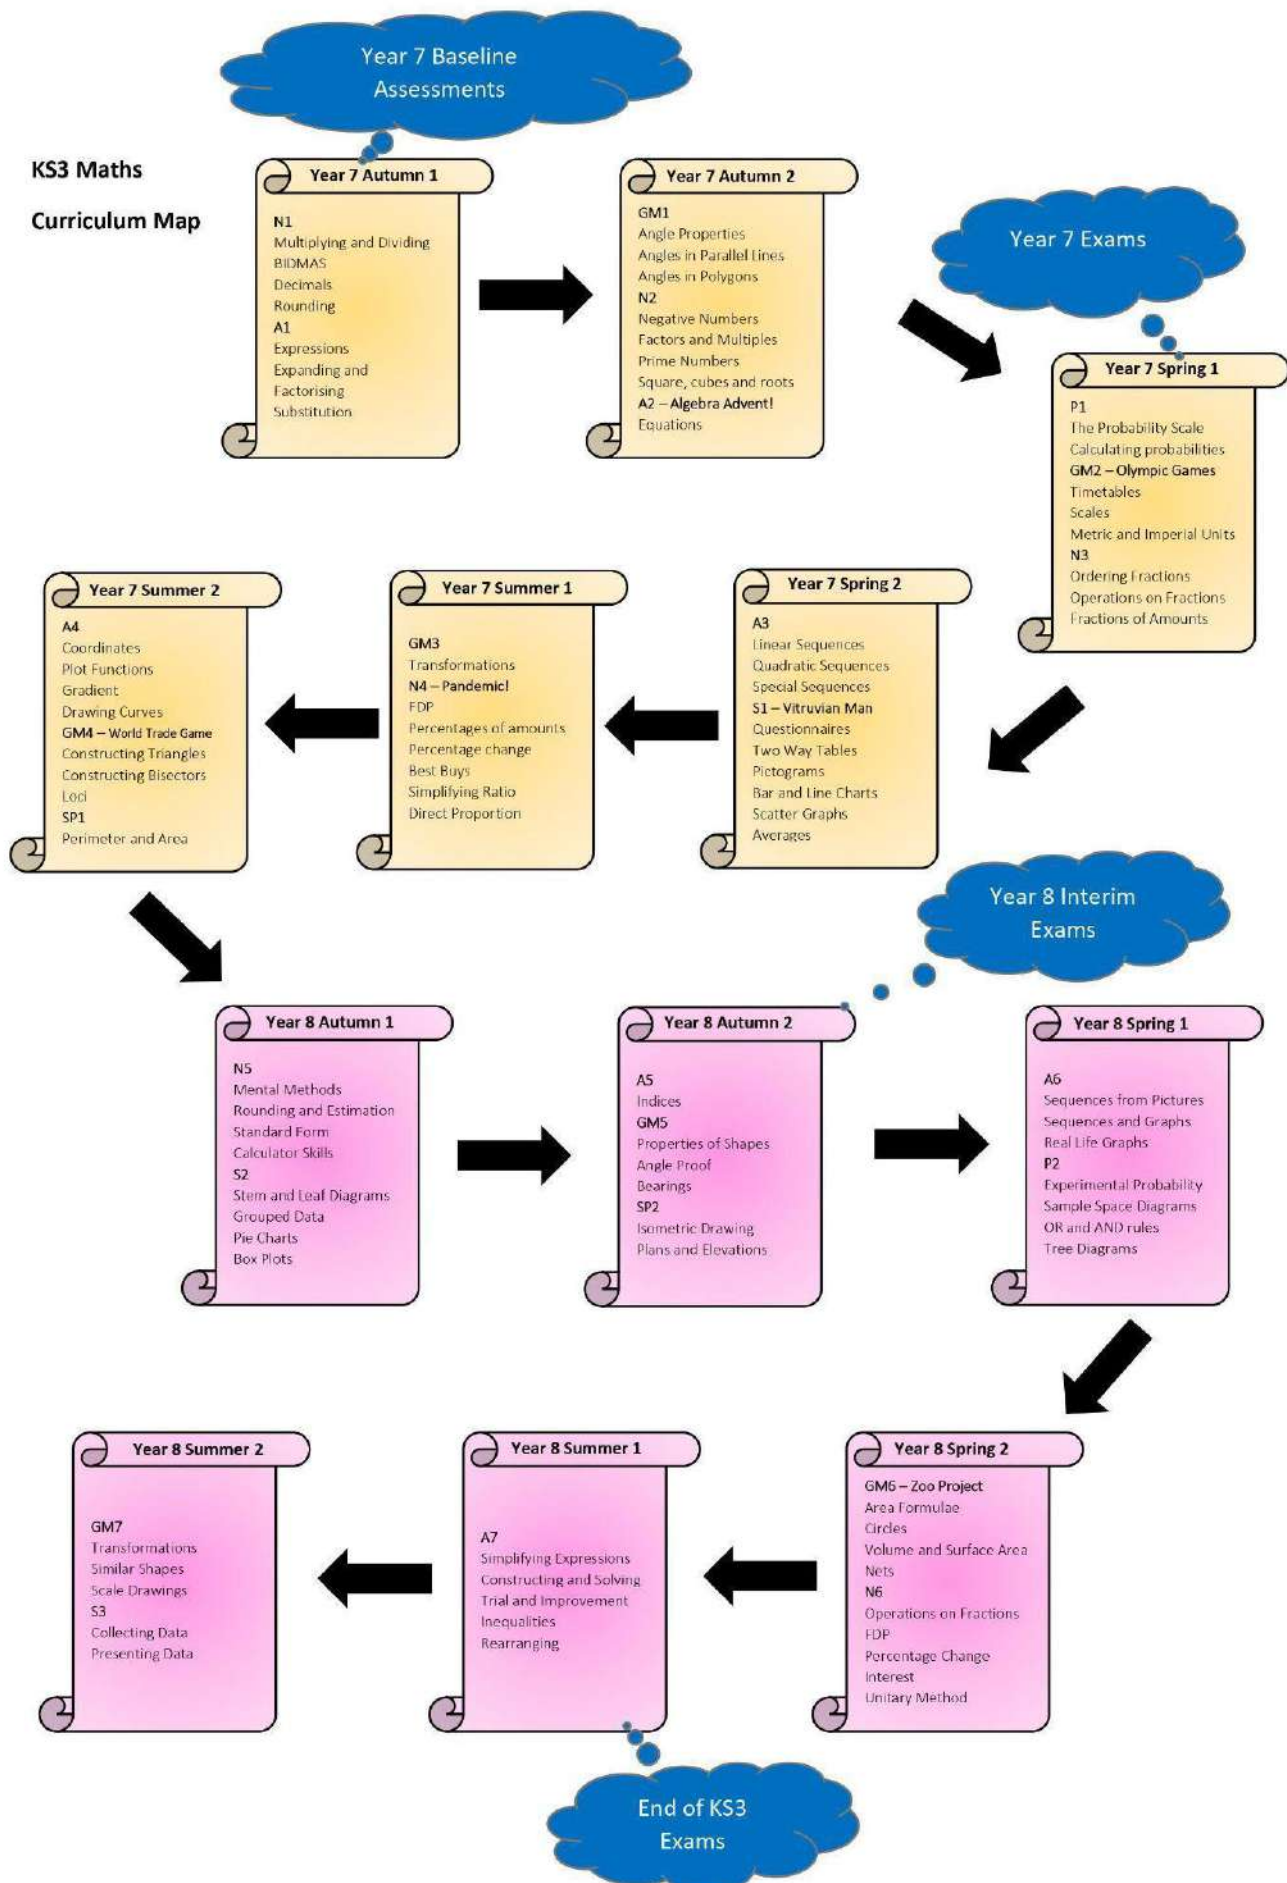 Year 7 Baseline
Assessments
KS3 Maths
Curriculum Map
Year 7 Autumn 1
N1
Multiplying and Dividing
BIDMAS
Decimals
Rounding
A1
Expressions
Expanding and
Factorising
Substitution
Year 7 Autumn 2
GM1
Angle Properties
Angles in Parallel Lines
Angles in Polygons
N2
Negative Numbers
Factors and Multiples
Prime Numbers
Square, cubes and roots
A2 – Algebra Advent!
Equations
Year 7 Exams
Year 7 Spring 1
P1
The Probability Scale
Calculating probabilities
GM2 – Olympic Games
Timetables
Scales
Metric and Imperial Units
N3
Ordering Fractions
Operations on Fractions
Fractions of Amounts
Year 7 Spring 2
A3
Linear Sequences
Quadratic Sequences
Special Sequences
S1 – Vitruvian Man
Questionnaires
Two Way Tables
Pictograms
Bar and Line Charts
Scatter Graphs
Averages
Year 7 Summer 1
GM3
Transformations
N4 – Pandemic!
FDP
Percentages of amounts
Percentage change
Best Buys
Simplifying Ratio
Direct Proportion
Year 7 Summer 2
A4
Coordinates
Plot Functions
Gradient
Drawing Curves
GM4 – World Trade Game
Constructing Triangles
Constructing Bisectors
Loci
SP1
Perimeter and Area
Year 8 Autumn 1
N5
Mental Methods
Rounding and Estimation
Standard Form
Calculator Skills
S2
Stem and Leaf Diagrams
Grouped Data
Pie Charts
Box Plots
Year 8 Interim
Exams
Year 8 Autumn 2
A5
Indices
GM5
Properties of Shapes
Angle Proof
Bearings
SP2
Isometric Drawing
Plans and Elevations
Year 8 Spring 1
A6
Sequences from Pictures
Sequences and Graphs
Real Life Graphs
P2
Experimental Probability
Sample Space Diagrams
OR and AND rules
Tree Diagrams
Year 8 Spring 2
GM6 – Zoo Project
Area Formulae
Circles
Volume and Surface Area
Nets
N6
Operations on Fractions
FDP
Percentage Change
Interest
Unitary Method
Year 8 Summer 1
A7
Simplifying Expressions
Constructing and Solving
Trial and Improvement
Inequalities
Rearranging
Year 8 Summer 2
GM7
Transformations
Similar Shapes
Scale Drawings
S3
Collecting Data
Presenting Data
End of KS3
Exams